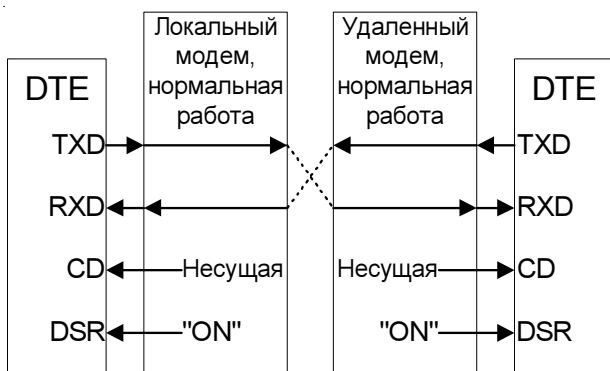 Локальный
модем,
нормальная
работа
Удаленный
модем,
нормальная
работа
DTE
DTE
TXD
TXD
RXD
RXD
CD
Несущая
Несущая
CD
DSR
"ON"
"ON"
DSR